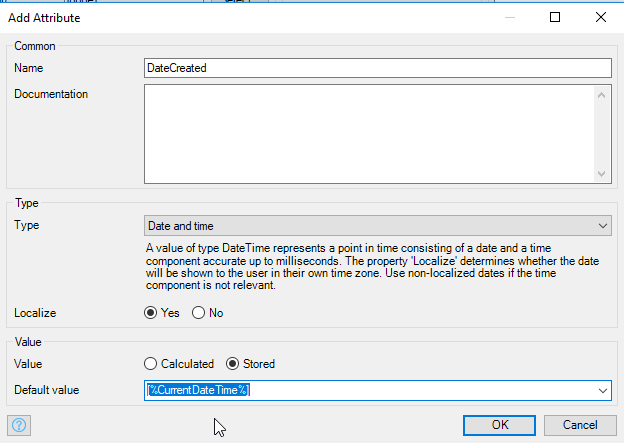 Add Attribute
Common
Name
DateCreated
Documentation
Type
Type
Date and time
A value of type DateTime represents a point in time consisting of a date and a time
component accurate up to milliseconds. The property 'Localize' determines whether the date
will be shown to the user in their own time zone. Use non-localized dates if the time
component is not relevant.
Localize
Yes
No
Value
Value
Calculated
Stored
Default value
[%CurrentDateTime%]
?
OK
Cancel